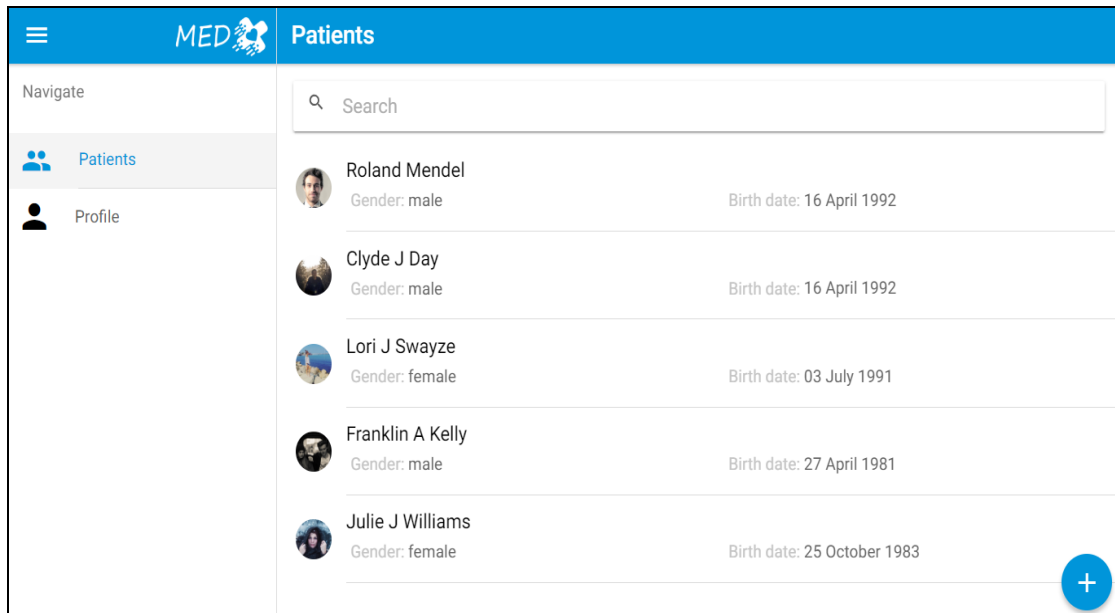 MED
Patients
Navigate
Search
Patients
Profile
Roland Mendel
Gender: male Birth date: 16 April 1992
Clyde J Day
Gender: male Birth date: 16 April 1992
Lori J Swayze
Gender: female Birth date: 03 July 1991
Franklin A Kelly
Gender: male Birth date: 27 April 1981
Julie J Williams
Gender: female Birth date: 25 October 1983